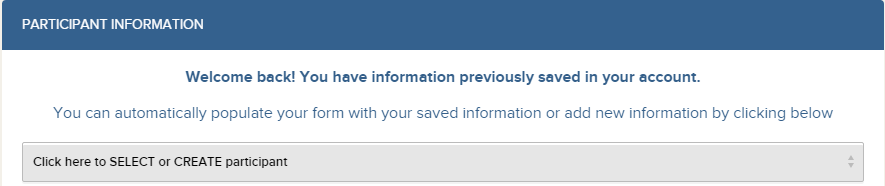 PARTICIPANT INFORMATION
Welcome back! You have information previously saved in your account.
You can automatically populate your form with your saved information or add new information by clicking below
Click here to SELECT or CREATE participant